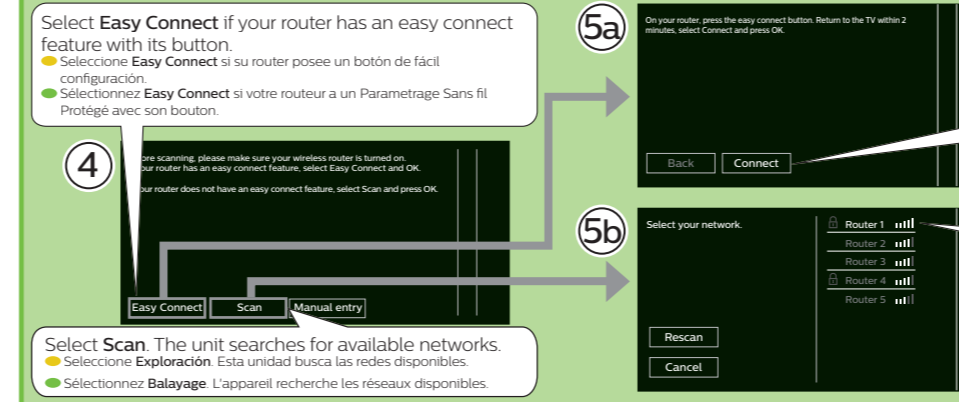 Select Easy Connect if your router has an easy connect
feature with its button.
Seleccione Easy Connect si su router posee un botón de fácil
configuración.
Sélectionnez Easy Connect si votre routeur a un Parametrage Sans fil
Protégé avec son bouton.
4
ore scanning, please make sure your wireless router is turned on.
our router has an easy connect feature, select Easy Connect and OK.
our router does not have an easy connect feature, select Scan and press OK.
Easy Connect
Scan
Manual entry
Select Scan. The unit searches for available networks.
Seleccione Exploración. Esta unidad busca las redes disponibles.
Sélectionnez Balayage. L'appareil recherche les réseaux disponibles.
5a
On your router, press the easy connect button. Return to the TV within 2
minutes, select Connect and press OK.
Back
Connect
5b
Select your network.
Router 1
Router 2
Router 3
Router 4
Router 5
Rescan
Cancel